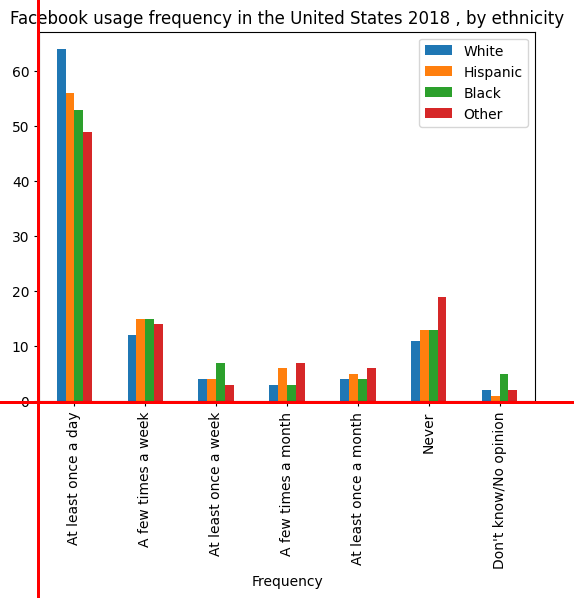 Facebook usage frequency in the United States 2018 , by ethnicity
White
Hispanic
Black
Other
60
50
40
30
20
10
0
At least once a day
A few times a week
At least once a week
A few times a month
At least once a month
Never
Don't know/No opinion
Frequency